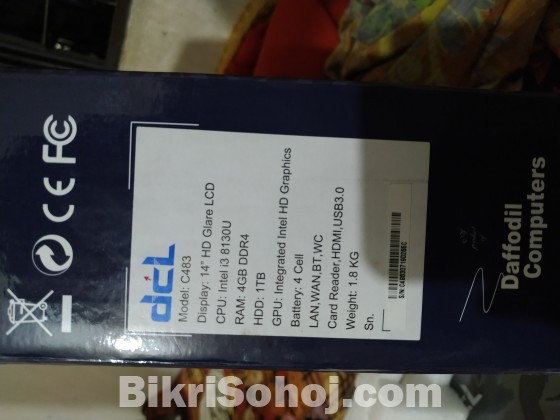 dcl
Model: C483
Display: 14" HD Glare LCD
CPU: Intel i3 8130U
RAM: 4GB DDR4
HDD: 1TB
GPU: Integrated Intel HD Graphics
Battery: 4 Cell
LAN,WAN,BT,WC
Card Reader,HDMI,USB3.0
Weight: 1.8 KG
Sn.
Daffodil
Computers
BikriSohoj.com